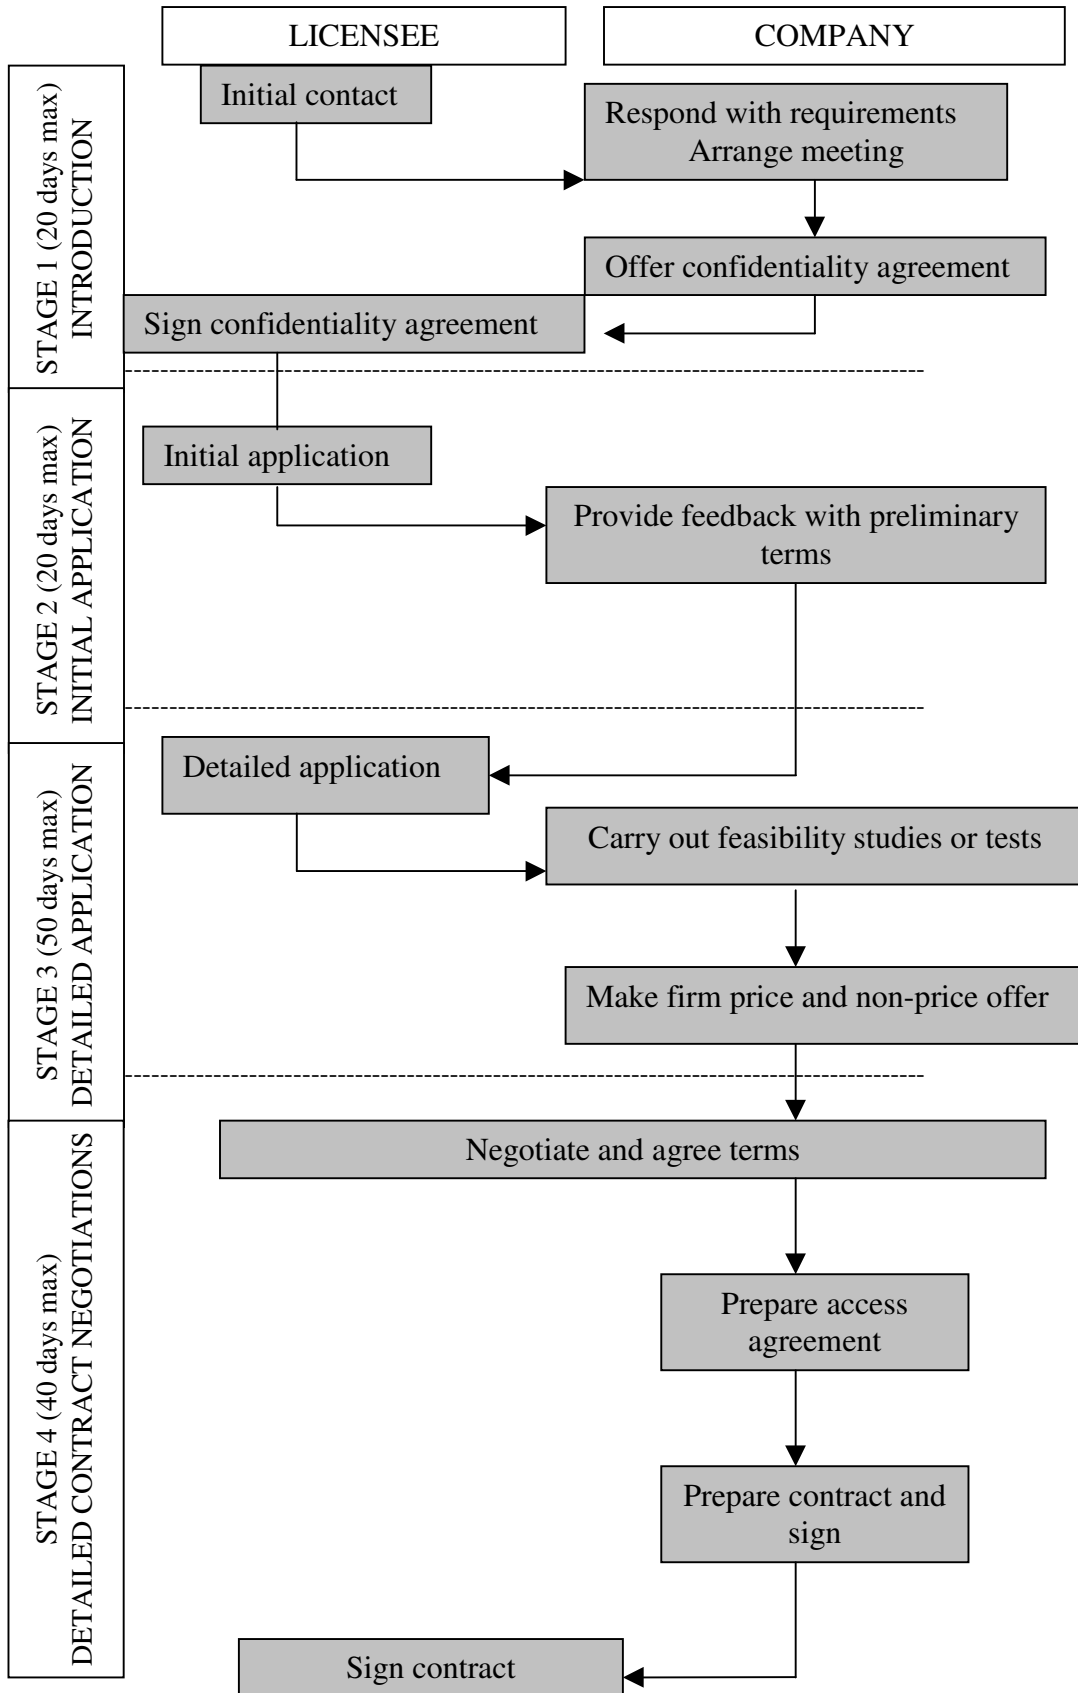 LICENSEE
COMPANY
STAGE 1 (20 days max)
INTRODUCTION
Initial contact
Respond with requirements
Arrange meeting
Offer confidentiality agreement
Sign confidentiality agreement
STAGE 2 (20 days max)
INITIAL APPLICATION
Initial application
Provide feedback with preliminary
terms
STAGE 3 (50 days max)
DETAILED APPLICATION
Detailed application
Carry out feasibility studies or tests
Make firm price and non-price offer
STAGE 4 (40 days max)
DETAILED CONTRACT NEGOTIATIONS
Negotiate and agree terms
Prepare access
agreement
Prepare contract and
sign
Sign contract